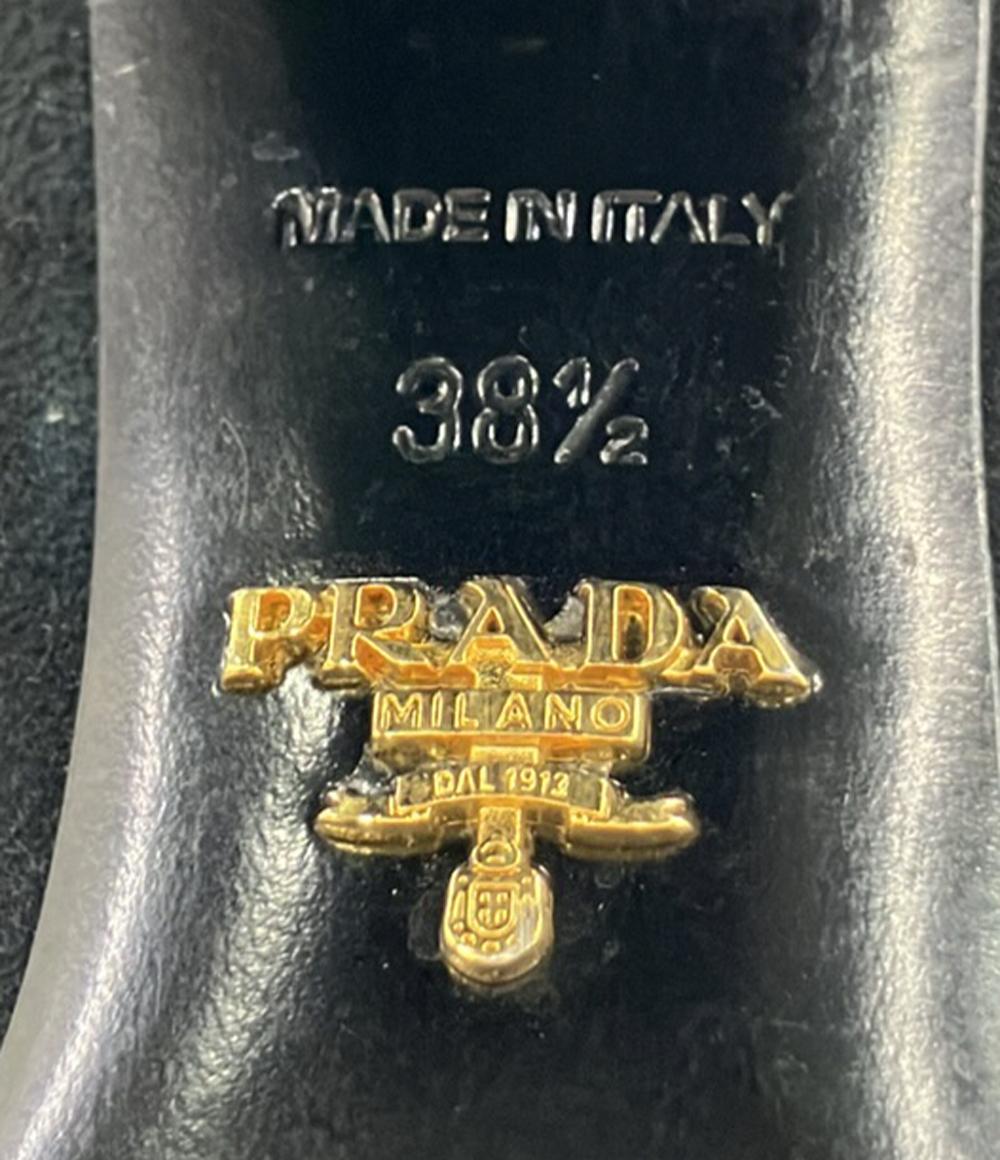 MADE IN ITALY
38½
PRADA
MILANO
DAL 1913